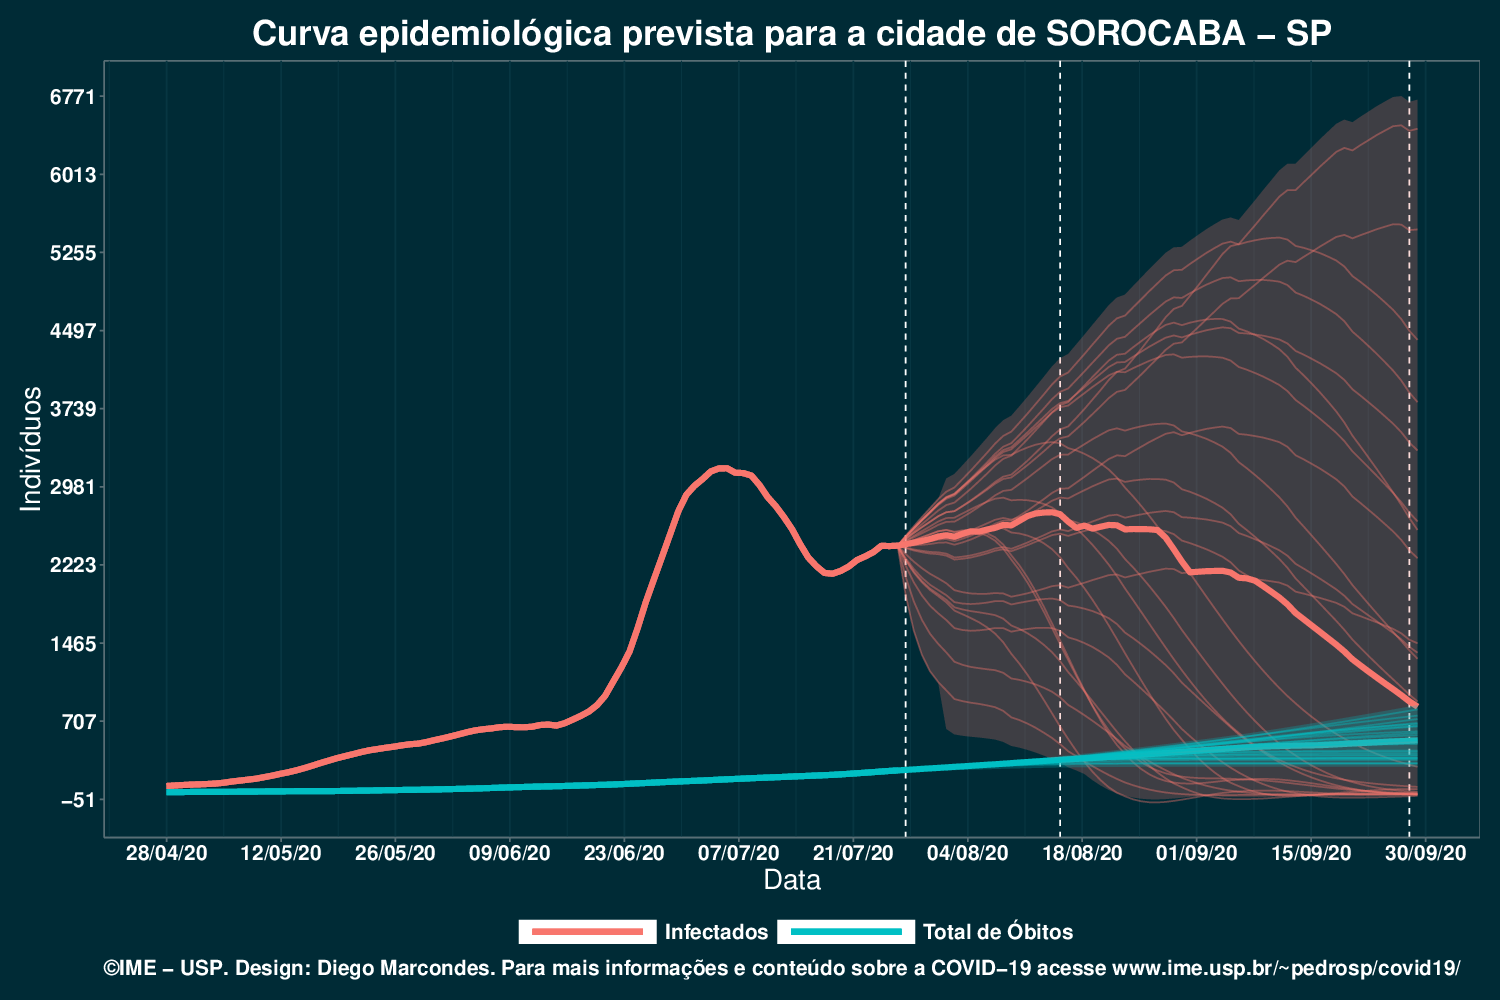 Curva epidemiológica prevista para a cidade de SOROCABA – SP
Indivíduos
6771
6013
5255
4497
3739
2981
2223
1465
707
–51
28/04/20 12/05/20 26/05/20 09/06/20 23/06/20 07/07/20 21/07/20 04/08/20 18/08/20 01/09/20 15/09/20 30/09/20
Data
Infectados Total de Óbitos
©IME – USP. Design: Diego Marcondes. Para mais informações e conteúdo sobre a COVID–19 acesse www.ime.usp.br/~pedrosp/covid19/